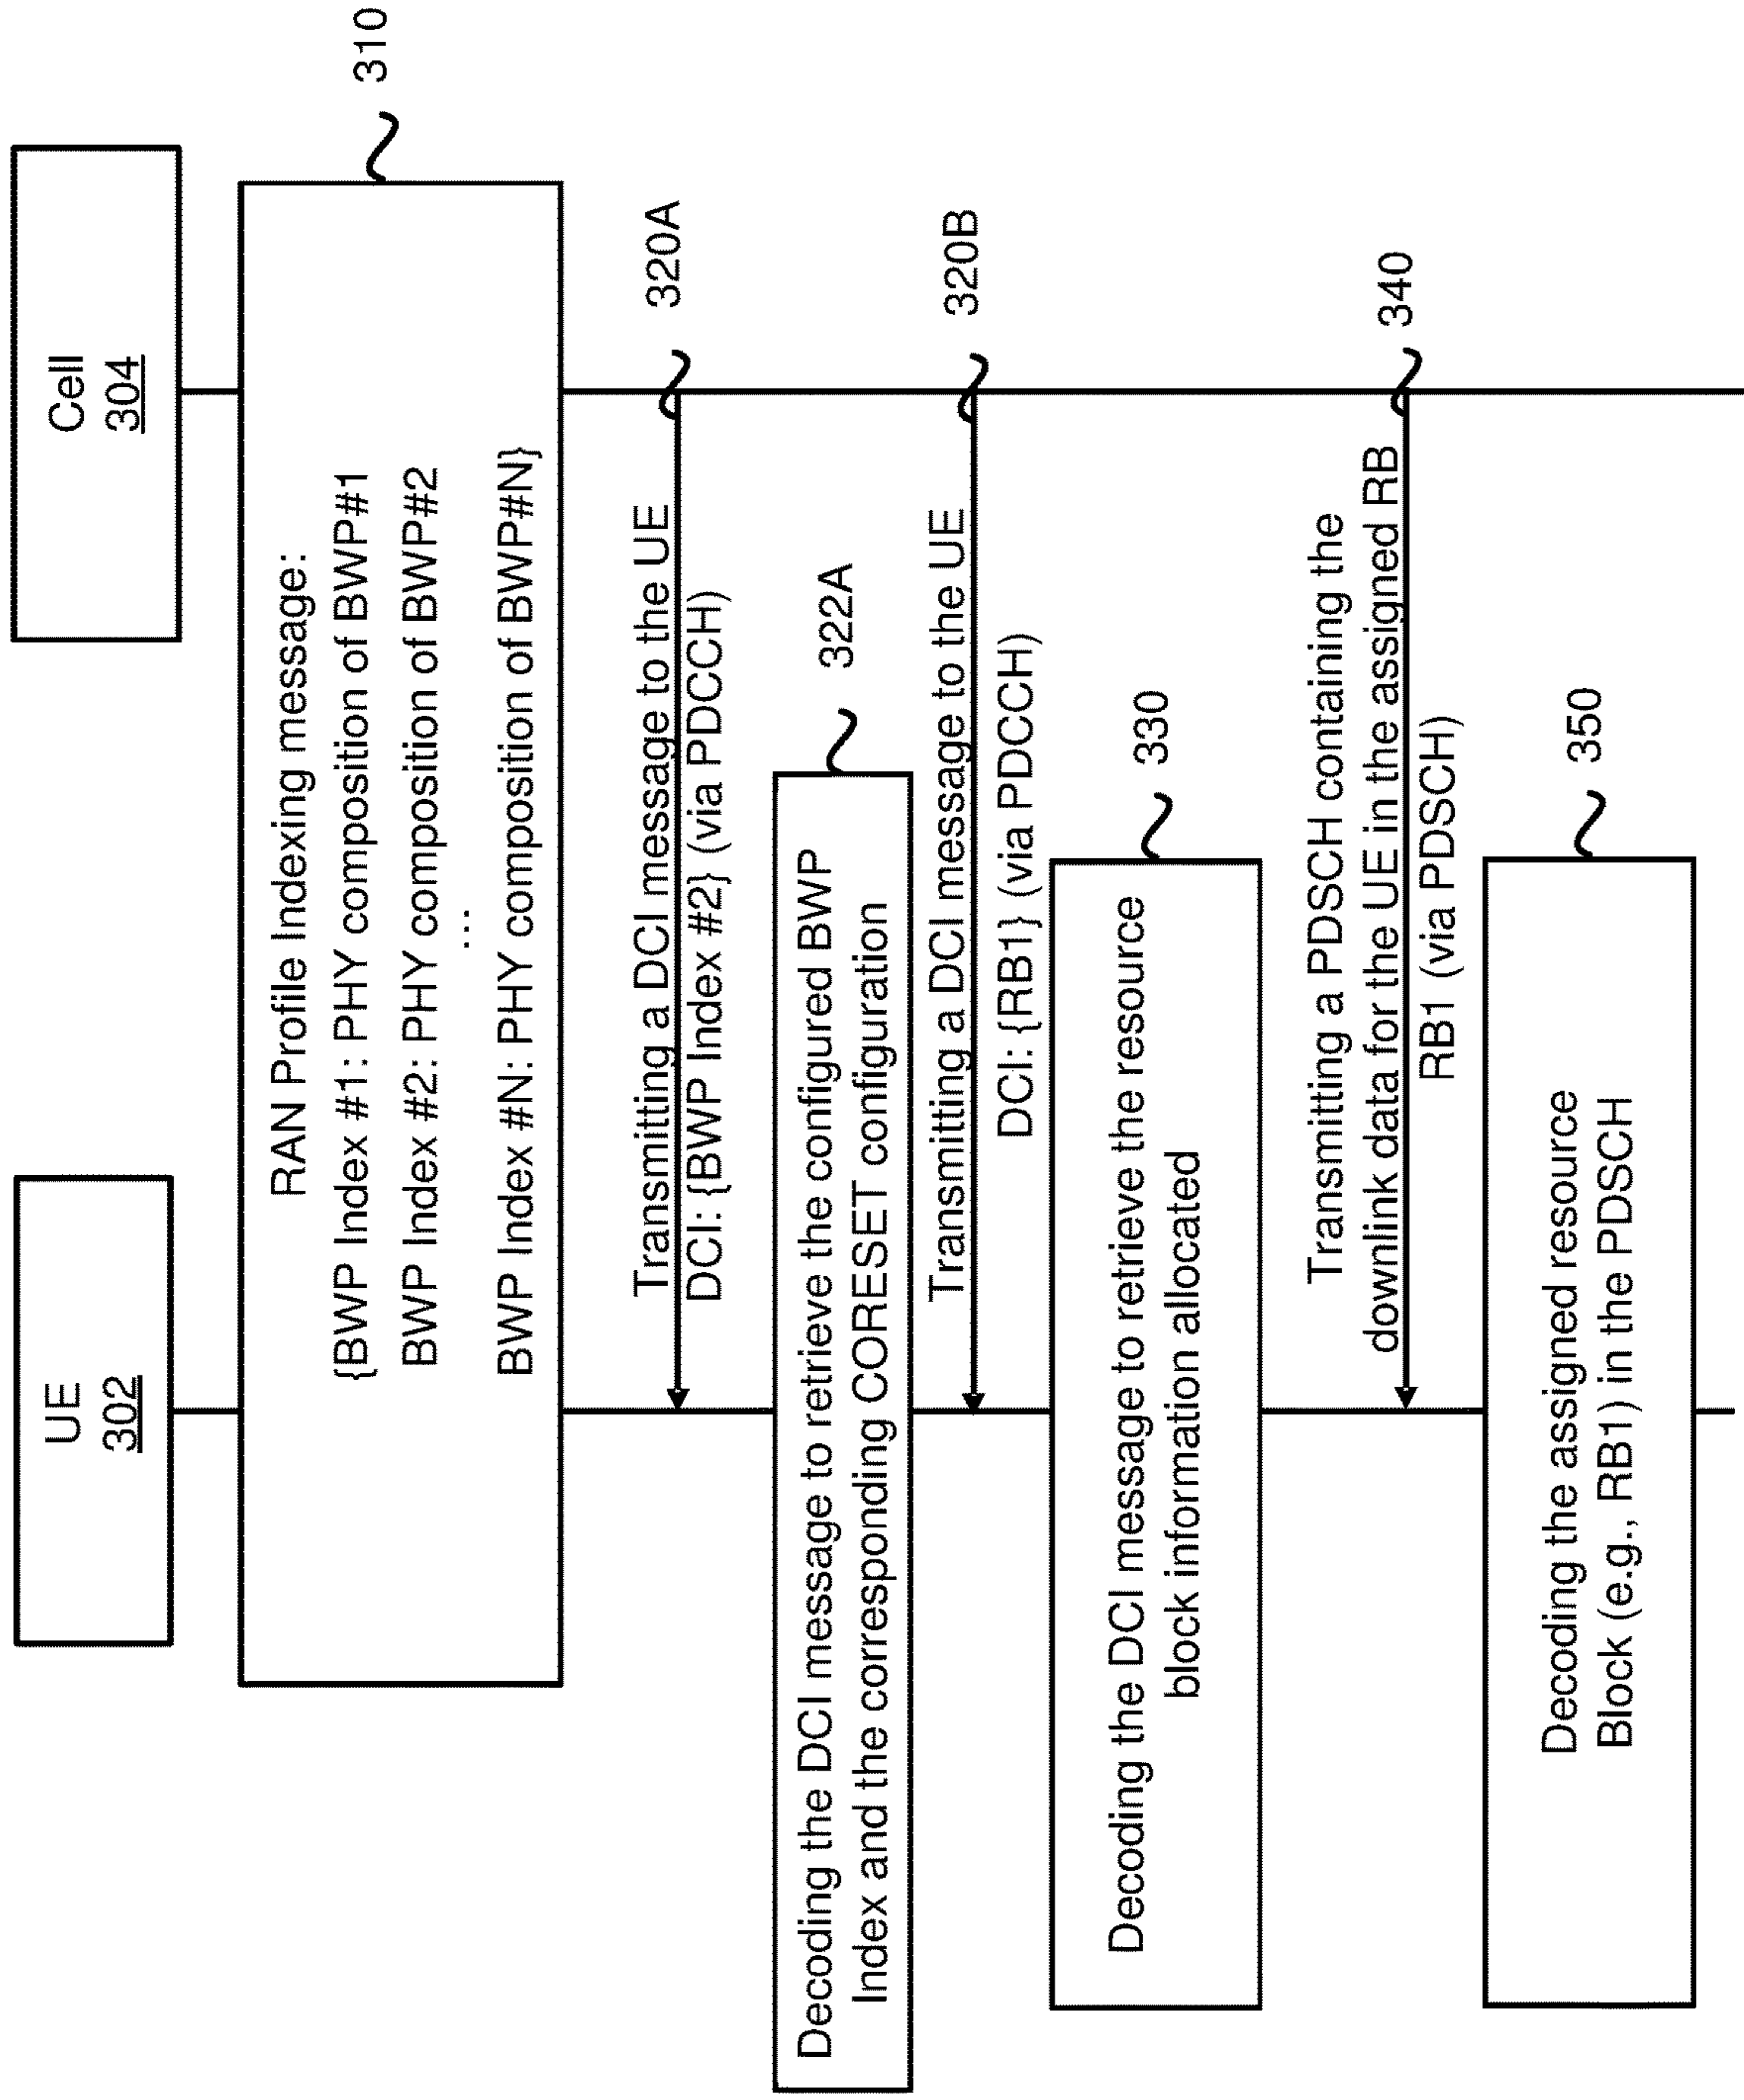 UE
302
Cell
304
310
RAN Profile Indexing message:
{BWP Index #1: PHY composition of BWP#1
BWP Index #2: PHY composition of BWP#2
...
BWP Index #N: PHY composition of BWP#N}
320A
Transmitting a DCI message to the UE
DCI: {BWP Index #2} (via PDCCH)
322A
Decoding the DCI message to retrieve the configured BWP
Index and the corresponding CORESET configuration
320B
Transmitting a DCI message to the UE
DCI: {RB1} (via PDCCH)
330
Decoding the DCI message to retrieve the resource
block information allocated
340
Transmitting a PDSCH containing the
downlink data for the UE in the assigned RB
RB1 (via PDSCH)
350
Decoding the assigned resource
Block (e.g., RB1) in the PDSCH